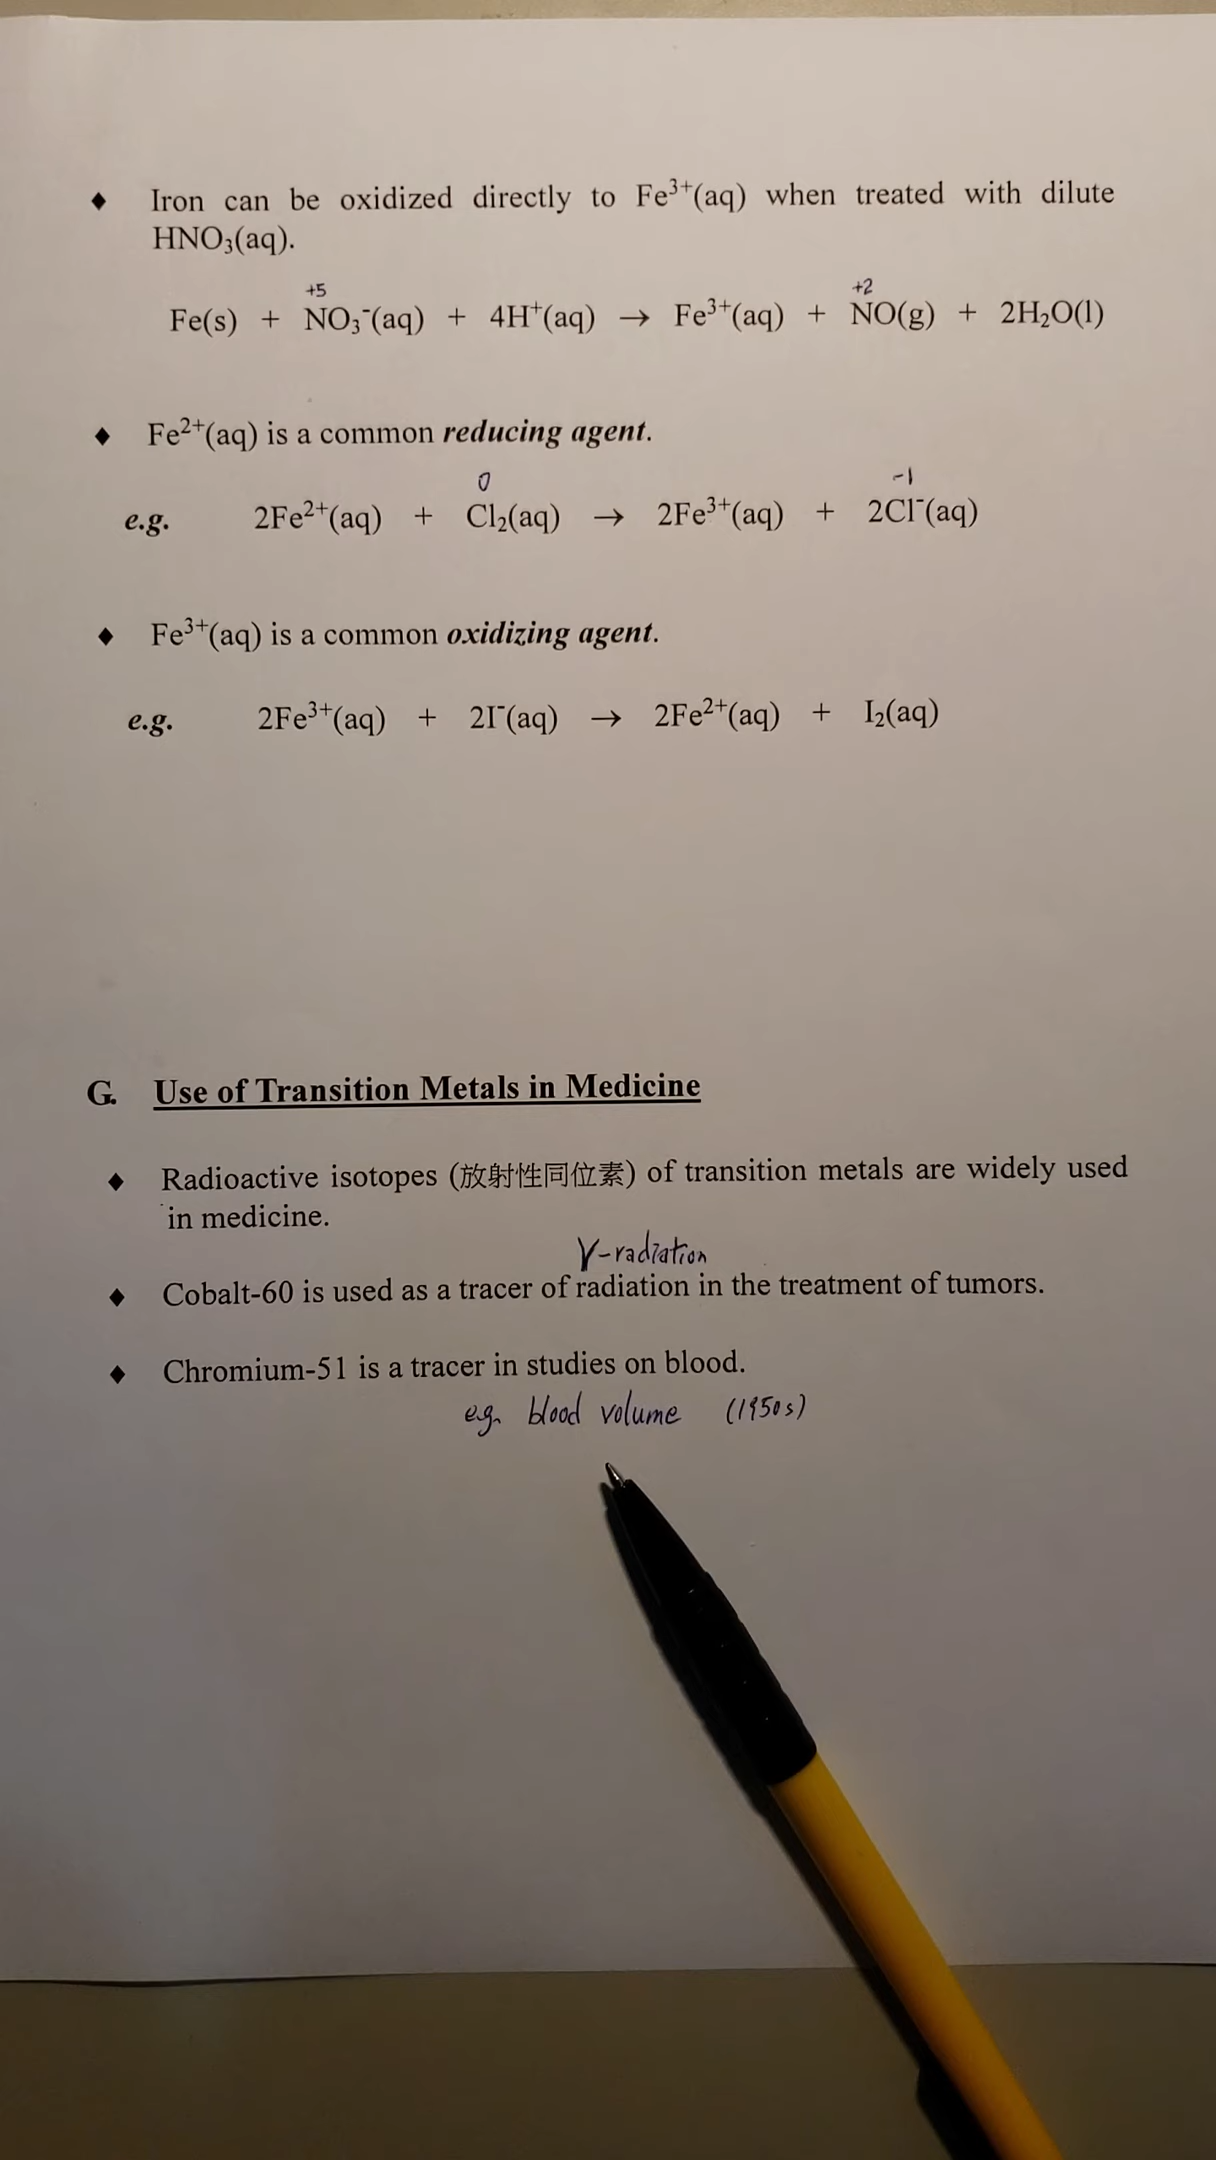 ♦ Iron can be oxidized directly to Fe³⁺(aq) when treated with dilute
HNO₃(aq).
+5 +2
Fe(s) + NO₃⁻(aq) + 4H⁺(aq) → Fe³⁺(aq) + NO(g) + 2H₂O(l)
♦ Fe²⁺(aq) is a common reducing agent.
0 -1
e.g. 2Fe²⁺(aq) + Cl₂(aq) → 2Fe³⁺(aq) + 2Cl⁻(aq)
♦ Fe³⁺(aq) is a common oxidizing agent.
e.g. 2Fe³⁺(aq) + 2I⁻(aq) → 2Fe²⁺(aq) + I₂(aq)
G. Use of Transition Metals in Medicine
♦ Radioactive isotopes (放射性同位素) of transition metals are widely used
in medicine.
γ-radiation
♦ Cobalt-60 is used as a tracer of radiation in the treatment of tumors.
♦ Chromium-51 is a tracer in studies on blood.
e.g. blood volume (1950s)